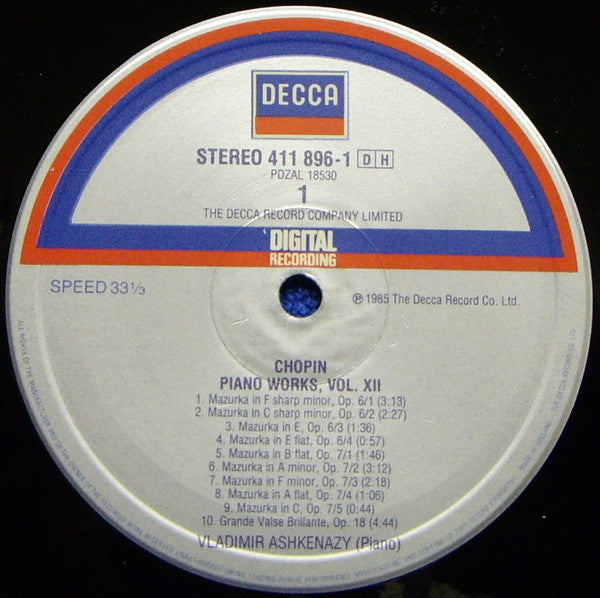 DECCA
STEREO 411 896-1 DH
PDZAL 18530
1
THE DECCA RECORD COMPANY LIMITED
DIGITAL
RECORDING
SPEED 33⅓
℗ 1985 The Decca Record Co. Ltd.
CHOPIN
PIANO WORKS, VOL. XII
1. Mazurka in F sharp minor, Op. 6/1 (3:13)
2. Mazurka in C sharp minor, Op. 6/2 (2:27)
3. Mazurka in E, Op. 6/3 (1:36)
4. Mazurka in E flat, Op. 6/4 (0:57)
5. Mazurka in B flat, Op. 7/1 (1:46)
6. Mazurka in A minor, Op. 7/2 (3:12)
7. Mazurka in F minor, Op. 7/3 (2.18)
8. Mazurka in A flat, Op. 7/4 (1:06)
9. Mazurka in C, Op. 7/5 (0:44)
10. Grande Valse Brillante, Op. 18 (4:44)
VLADIMIR ASHKENAZY (Piano)